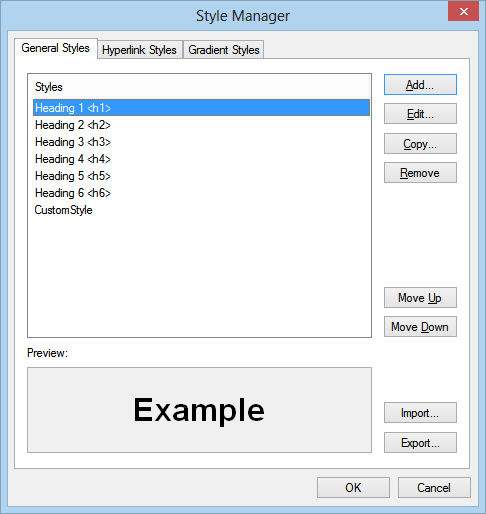 Style Manager
General Styles Hyperlink Styles Gradient Styles
Styles
Heading 1 <h1>
Heading 2 <h2>
Heading 3 <h3>
Heading 4 <h4>
Heading 5 <h5>
Heading 6 <h6>
CustomStyle
Add...
Edit...
Copy...
Remove
Move Up
Move Down
Preview:
Example
Import...
Export...
OK Cancel